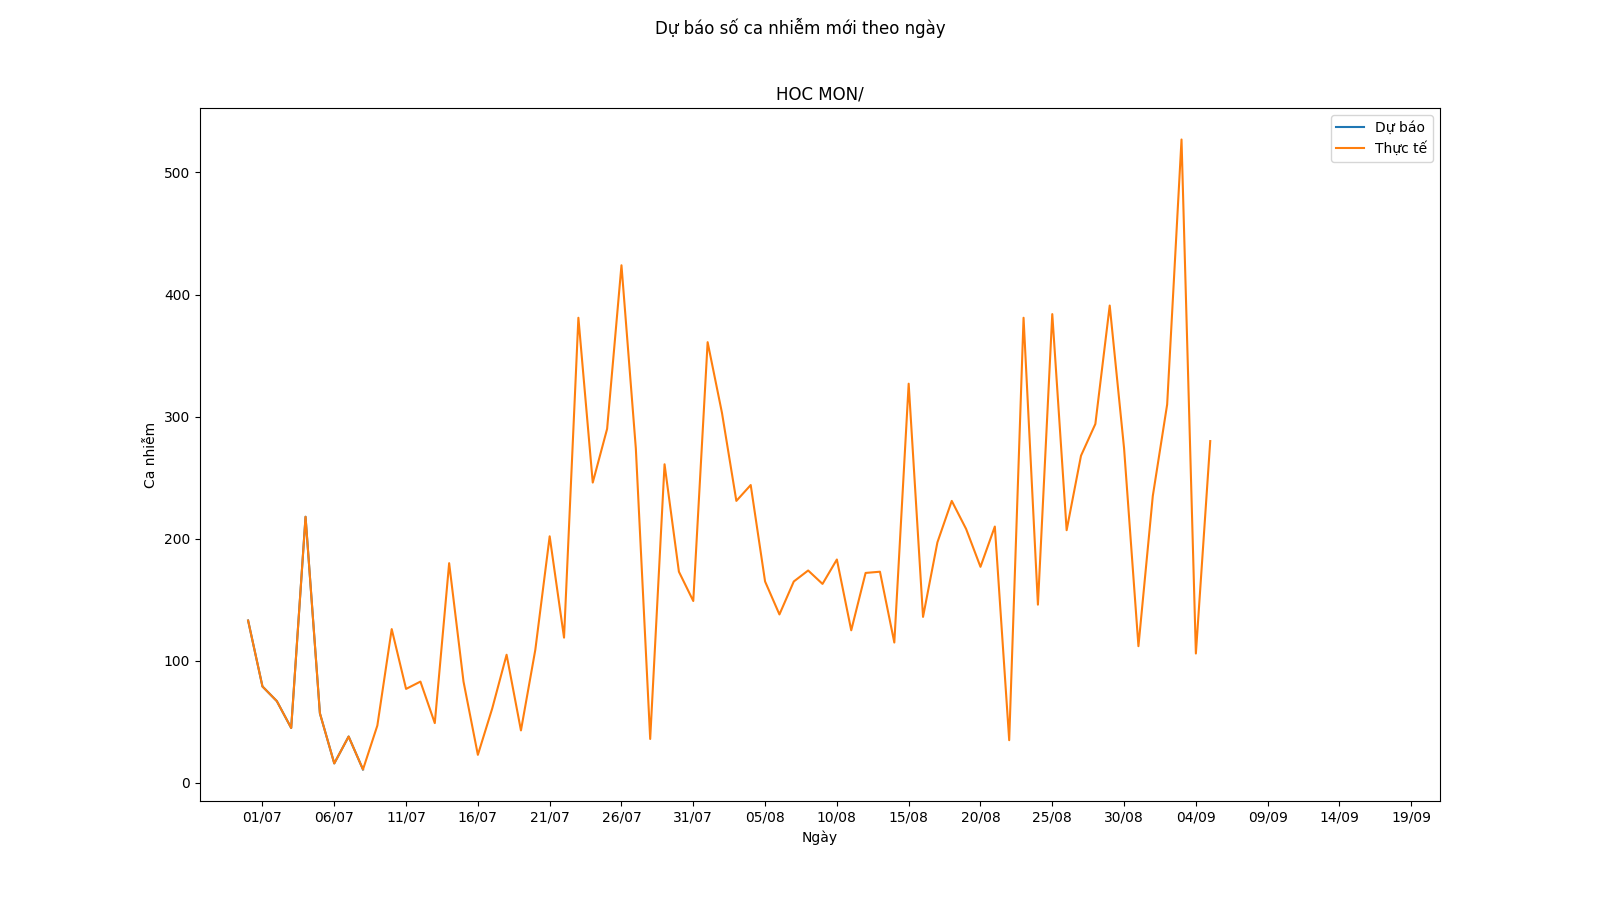 Dự báo số ca nhiễm mới theo ngày
HOC MON/
Dự báo
Thực tế
500
400
300
200
100
0
Ca nhiễm
01/07 06/07 11/07 16/07 21/07 26/07 31/07 05/08 10/08 15/08 20/08 25/08 30/08 04/09 09/09 14/09 19/09
Ngày